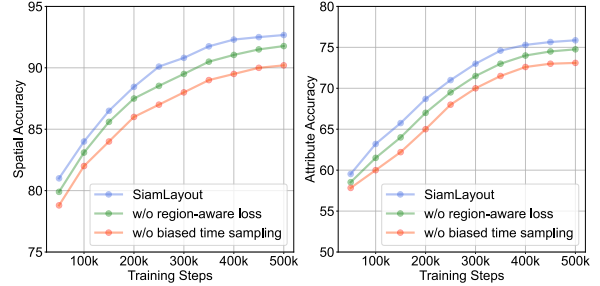 Spatial Accuracy
95
90
85
80
75
SiamLayout
w/o region-aware loss
w/o biased time sampling
100k 200k 300k 400k 500k
Training Steps
Attribute Accuracy
80
75
70
65
60
55
50
SiamLayout
w/o region-aware loss
w/o biased time sampling
100k 200k 300k 400k 500k
Training Steps